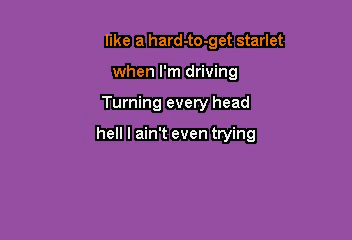 like a hard-to-get starlet
when I'm driving
Turning every head
hell I ain't even trying